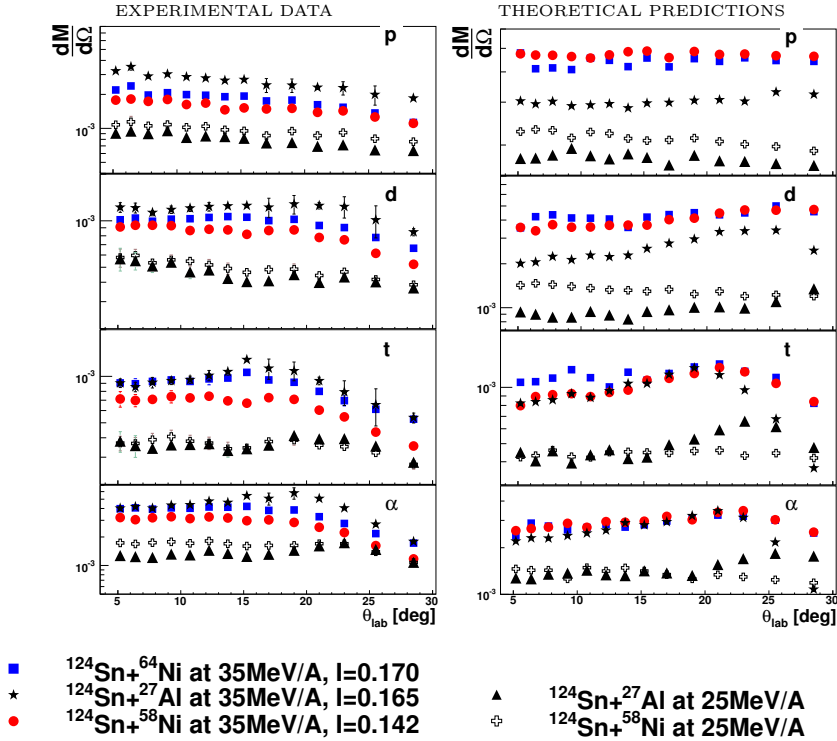 EXPERIMENTAL DATA
THEORETICAL PREDICTIONS
dM/dΩ
p
10⁻³
d
10⁻³
t
10⁻³
α
10⁻³
5 10 15 20 25 30
θlab [deg]
dM/dΩ
p
d
10⁻³
t
10⁻³
α
10⁻³
5 10 15 20 25 30
θlab [deg]
¹²⁴Sn+⁶⁴Ni at 35MeV/A, I=0.170
¹²⁴Sn+²⁷Al at 35MeV/A, I=0.165
¹²⁴Sn+⁵⁸Ni at 35MeV/A, I=0.142
¹²⁴Sn+²⁷Al at 25MeV/A
¹²⁴Sn+⁵⁸Ni at 25MeV/A